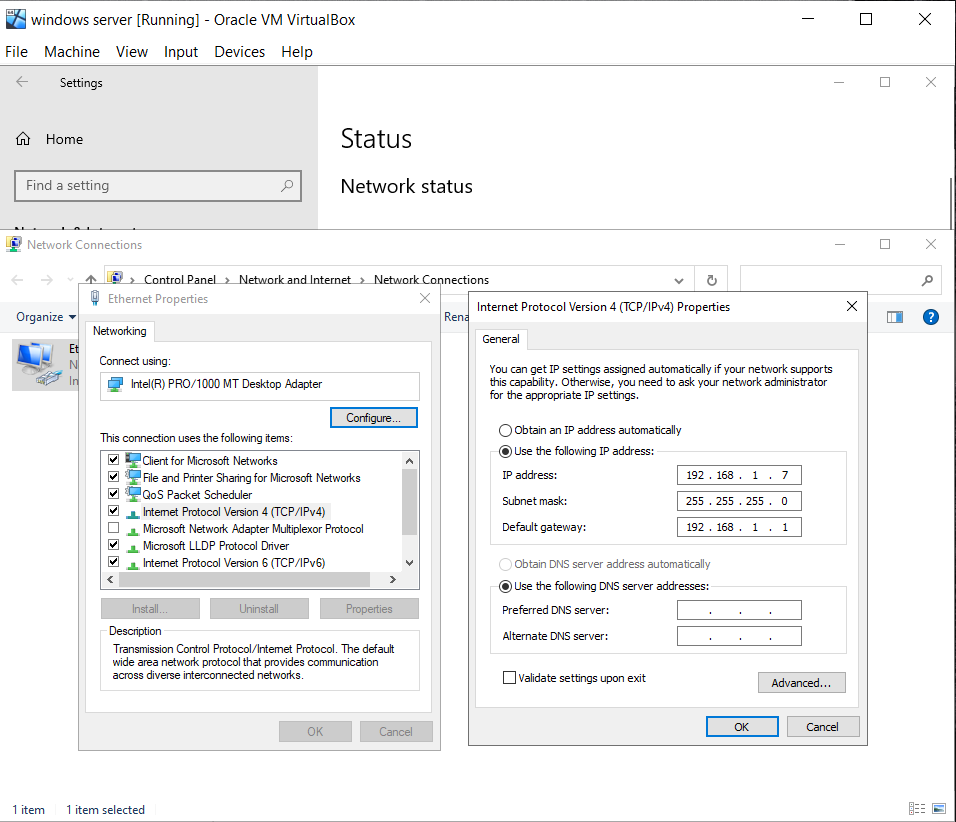 windows server [Running] - Oracle VM VirtualBox
File Machine View Input Devices Help
Settings
Home
Find a setting
Status
Network status
Network Connections
Control Panel > Network and Internet > Network Connections
Organize
Ethernet Properties
Networking
Connect using:
Intel(R) PRO/1000 MT Desktop Adapter
Configure...
This connection uses the following items:
Client for Microsoft Networks
File and Printer Sharing for Microsoft Networks
QoS Packet Scheduler
Internet Protocol Version 4 (TCP/IPv4)
Microsoft Network Adapter Multiplexor Protocol
Microsoft LLDP Protocol Driver
Internet Protocol Version 6 (TCP/IPv6)
Install... Uninstall Properties
Description
Transmission Control Protocol/Internet Protocol. The default
wide area network protocol that provides communication
across diverse interconnected networks.
OK Cancel
Internet Protocol Version 4 (TCP/IPv4) Properties
General
You can get IP settings assigned automatically if your network supports
this capability. Otherwise, you need to ask your network administrator
for the appropriate IP settings.
Obtain an IP address automatically
Use the following IP address:
IP address: 192 . 168 . 1 . 7
Subnet mask: 255 . 255 . 255 . 0
Default gateway: 192 . 168 . 1 . 1
Obtain DNS server address automatically
Use the following DNS server addresses:
Preferred DNS server: . . .
Alternate DNS server: . . .
Validate settings upon exit
Advanced...
OK Cancel
1 item 1 item selected